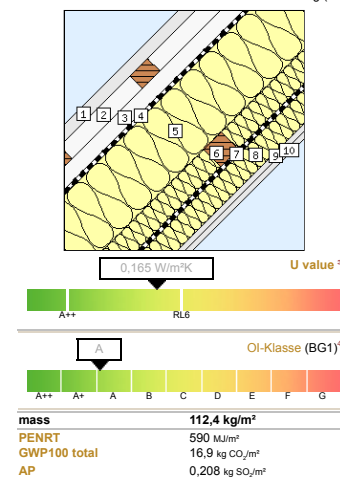 1 2 3 4 5 6 7 8 9 10
0,165 W/m²K
U value
A++ RL6
A
OI-Klasse (BG1)
A++ A+ A B C D E F G
mass 112,4 kg/m²
PENRT 590 MJ/m²
GWP100 total 16,9 kg CO₂/m²
AP 0,208 kg SO₂/m²